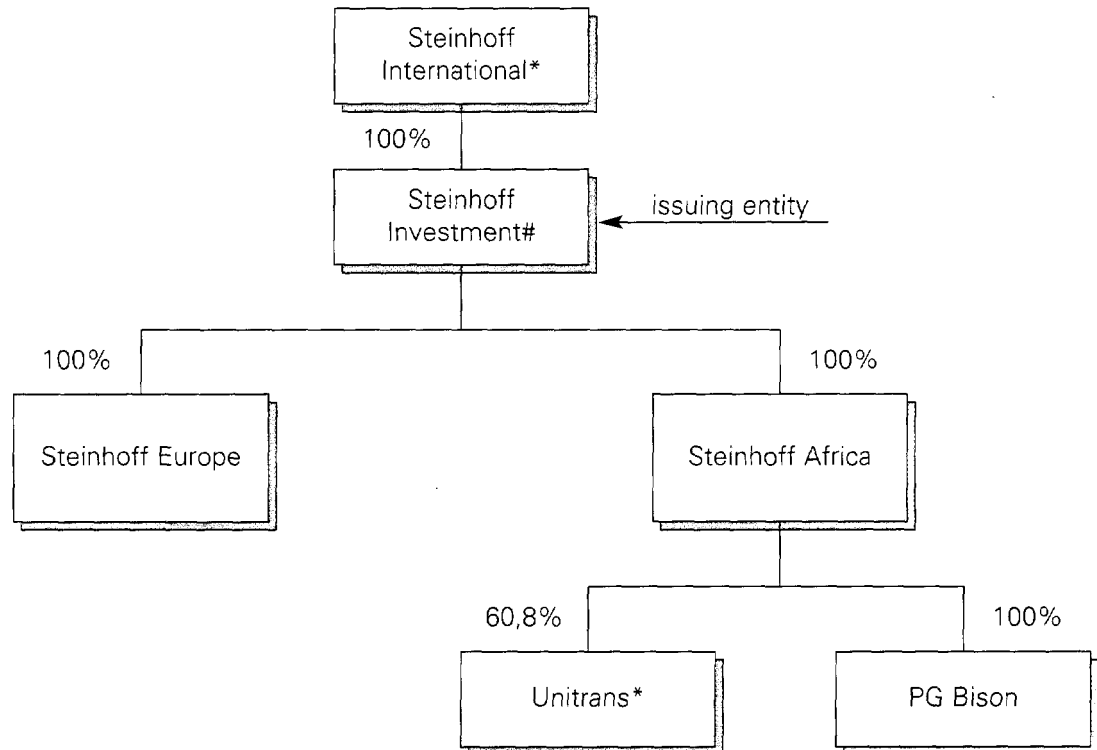 Steinhoff
International*
100%
Steinhoff
Investment#
issuing entity
100%
100%
Steinhoff Europe
Steinhoff Africa
60,8%
100%
Unitrans*
PG Bison